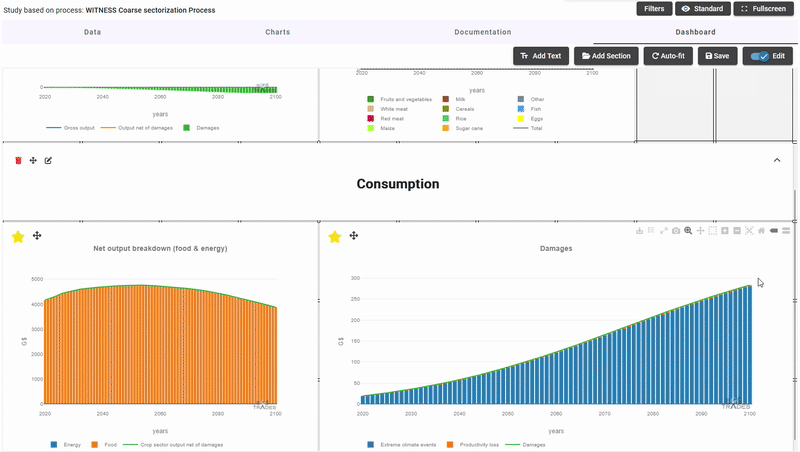 Study based on process: WITNESS Coarse sectorization Process
Filters
Standard
Fullscreen
Data
Charts
Documentation
Dashboard
Add Text
Add Section
Auto-fit
Save
Edit
0
2020 2040 2060 2080 2100
years
Gross output
Output net of damages
Damages
2020 2040 2060 2080 2100
years
Fruits and vegetables
Milk
Other
White meat
Cereals
Fish
Red meat
Rice
Eggs
Maize
Sugar cane
Total
Consumption
Net output breakdown (food & energy)
5000
4000
3000
2000
1000
0
G$
2020 2040 2060 2080 2100
years
Energy
Food
Crop sector output net of damages
Damages
300
250
200
150
100
50
0
G$
2020 2030 2040 2050 2060 2070 2080 2090 2100
years
Extreme climate events
Productivity loss
Damages